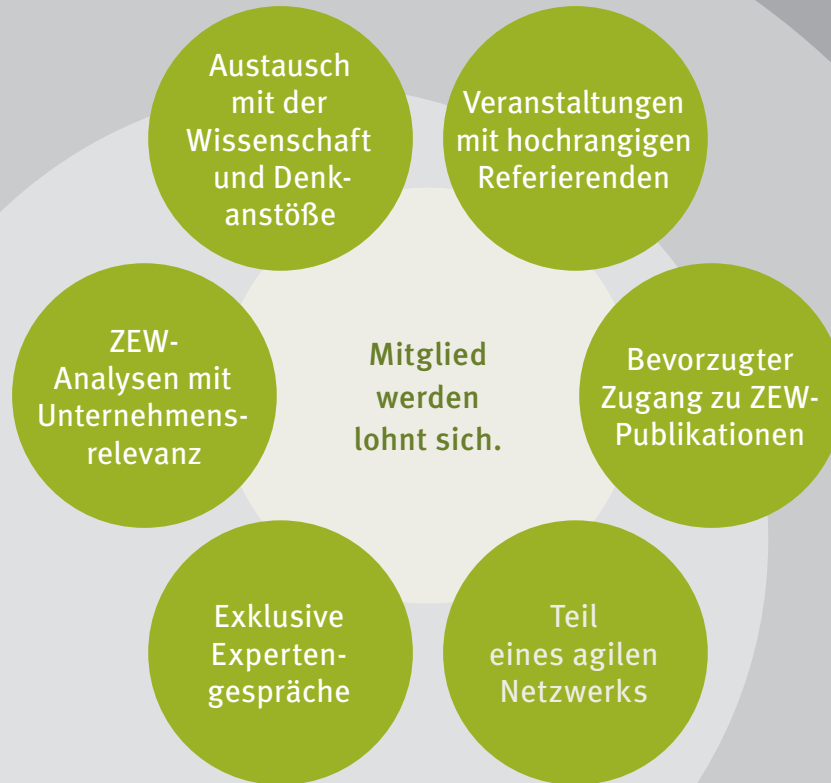 Austausch
mit der
Wissenschaft
und Denk-
anstöße
Veranstaltungen
mit hochrangigen
Referierenden
ZEW-
Analysen mit
Unternehmens-
relevanz
Mitglied
werden
lohnt sich.
Bevorzugter
Zugang zu ZEW-
Publikationen
Exklusive
Experten-
gespräche
Teil
eines agilen
Netzwerks